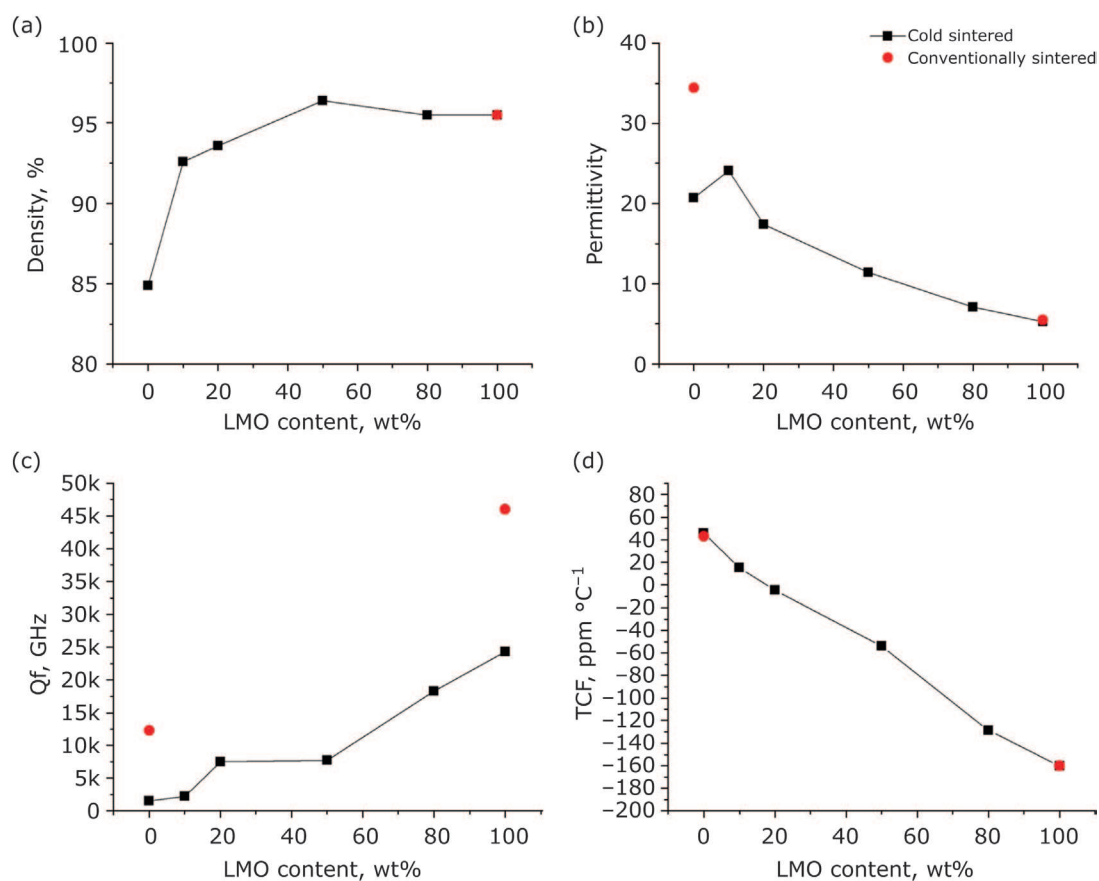 (a)
100
95
90
85
80
Density, %
0 20 40 60 80 100
LMO content, wt%
(b)
Cold sintered
Conventionally sintered
40
30
20
10
0
Permittivity
0 20 40 60 80 100
LMO content, wt%
(c)
50k
45k
40k
35k
30k
25k
20k
15k
10k
5k
0
Qf, GHz
0 20 40 60 80 100
LMO content, wt%
(d)
80
60
40
20
0
−20
−40
−60
−80
−100
−120
−140
−160
−180
−200
TCF, ppm °C⁻¹
0 20 40 60 80 100
LMO content, wt%